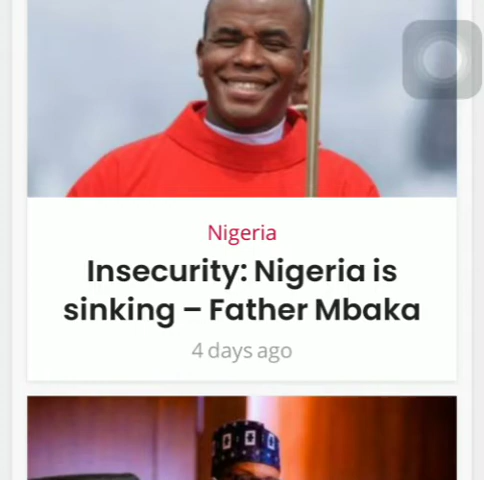 Nigeria
Insecurity: Nigeria is
sinking – Father Mbaka
4 days ago